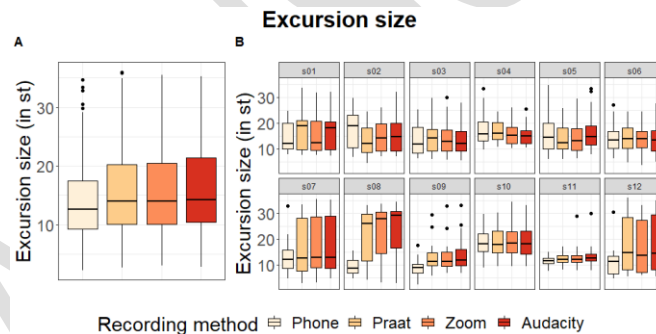 Excursion size
A
B
Excursion size (in st)
30
20
10
Excursion size (in st)
s01 s02 s03 s04 s05 s06
30
20
10
s07 s08 s09 s10 s11 s12
30
20
10
Recording method Phone Praat Zoom Audacity